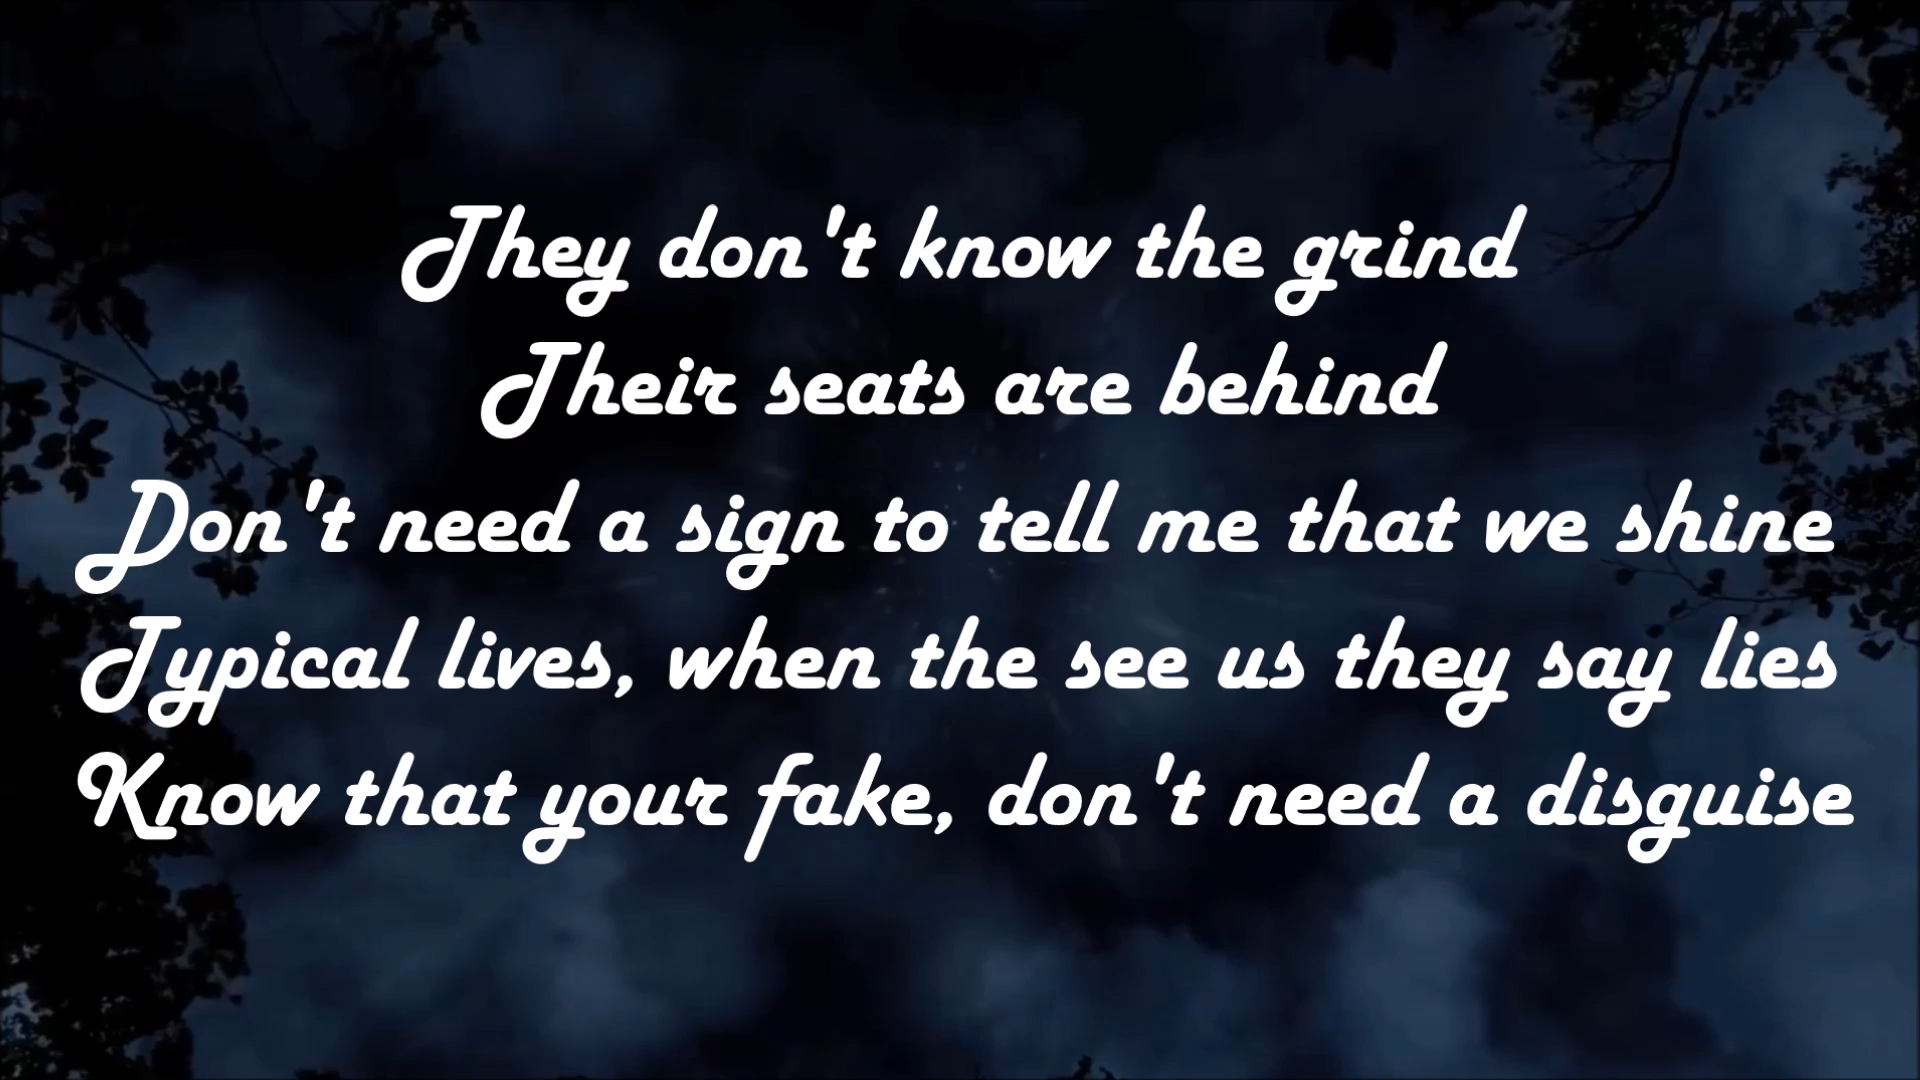 They don't know the grind
Their seats are behind
Don't need a sign to tell me that we shine
Typical lives, when the see us they say lies
Know that your fake, don't need a disguise